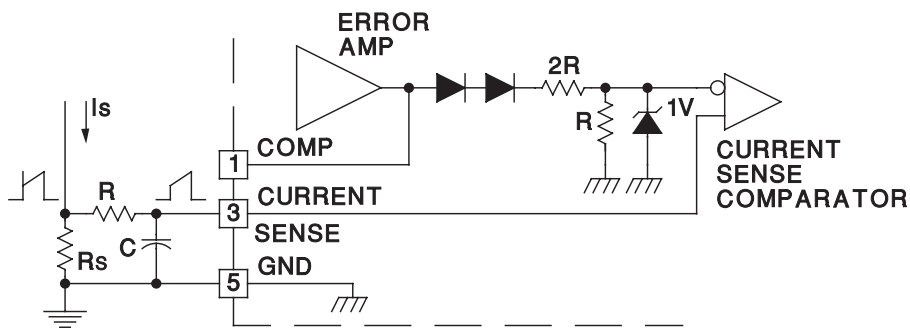 ERROR
AMP
2R
1V
R
Is
1
COMP
CURRENT
SENSE
COMPARATOR
R
3
CURRENT
SENSE
C
Rs
5
GND